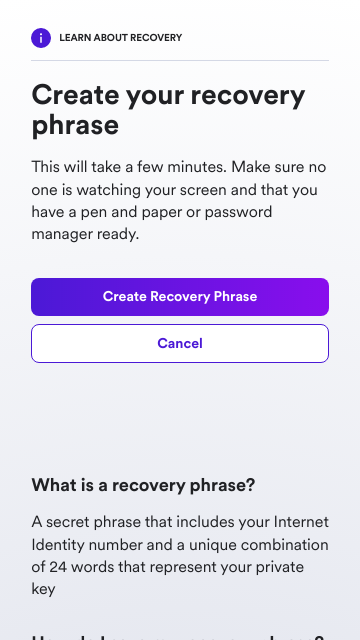 LEARN ABOUT RECOVERY
Create your recovery
phrase
This will take a few minutes. Make sure no
one is watching your screen and that you
have a pen and paper or password
manager ready.
Create Recovery Phrase
Cancel
What is a recovery phrase?
A secret phrase that includes your Internet
Identity number and a unique combination
of 24 words that represent your private
key